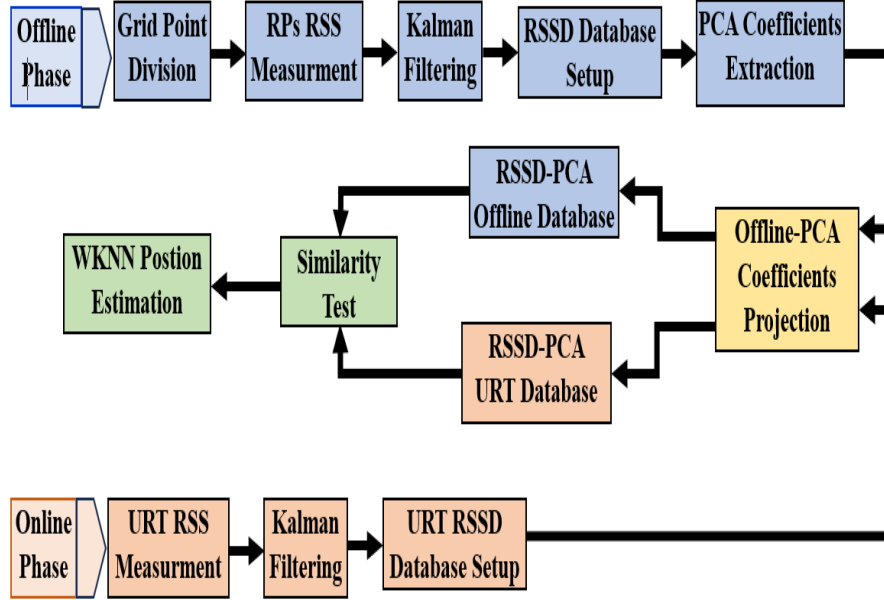 Offline
Phase
Grid Point
Division
RPs RSS
Measurment
Kalman
Filtering
RSSD Database
Setup
PCA Coefficients
Extraction
RSSD-PCA
Offline Database
Offline-PCA
Coefficients
Projection
WKNN Postion
Estimation
Similarity
Test
RSSD-PCA
URT Database
Online
Phase
URT RSS
Measurment
Kalman
Filtering
URT RSSD
Database Setup